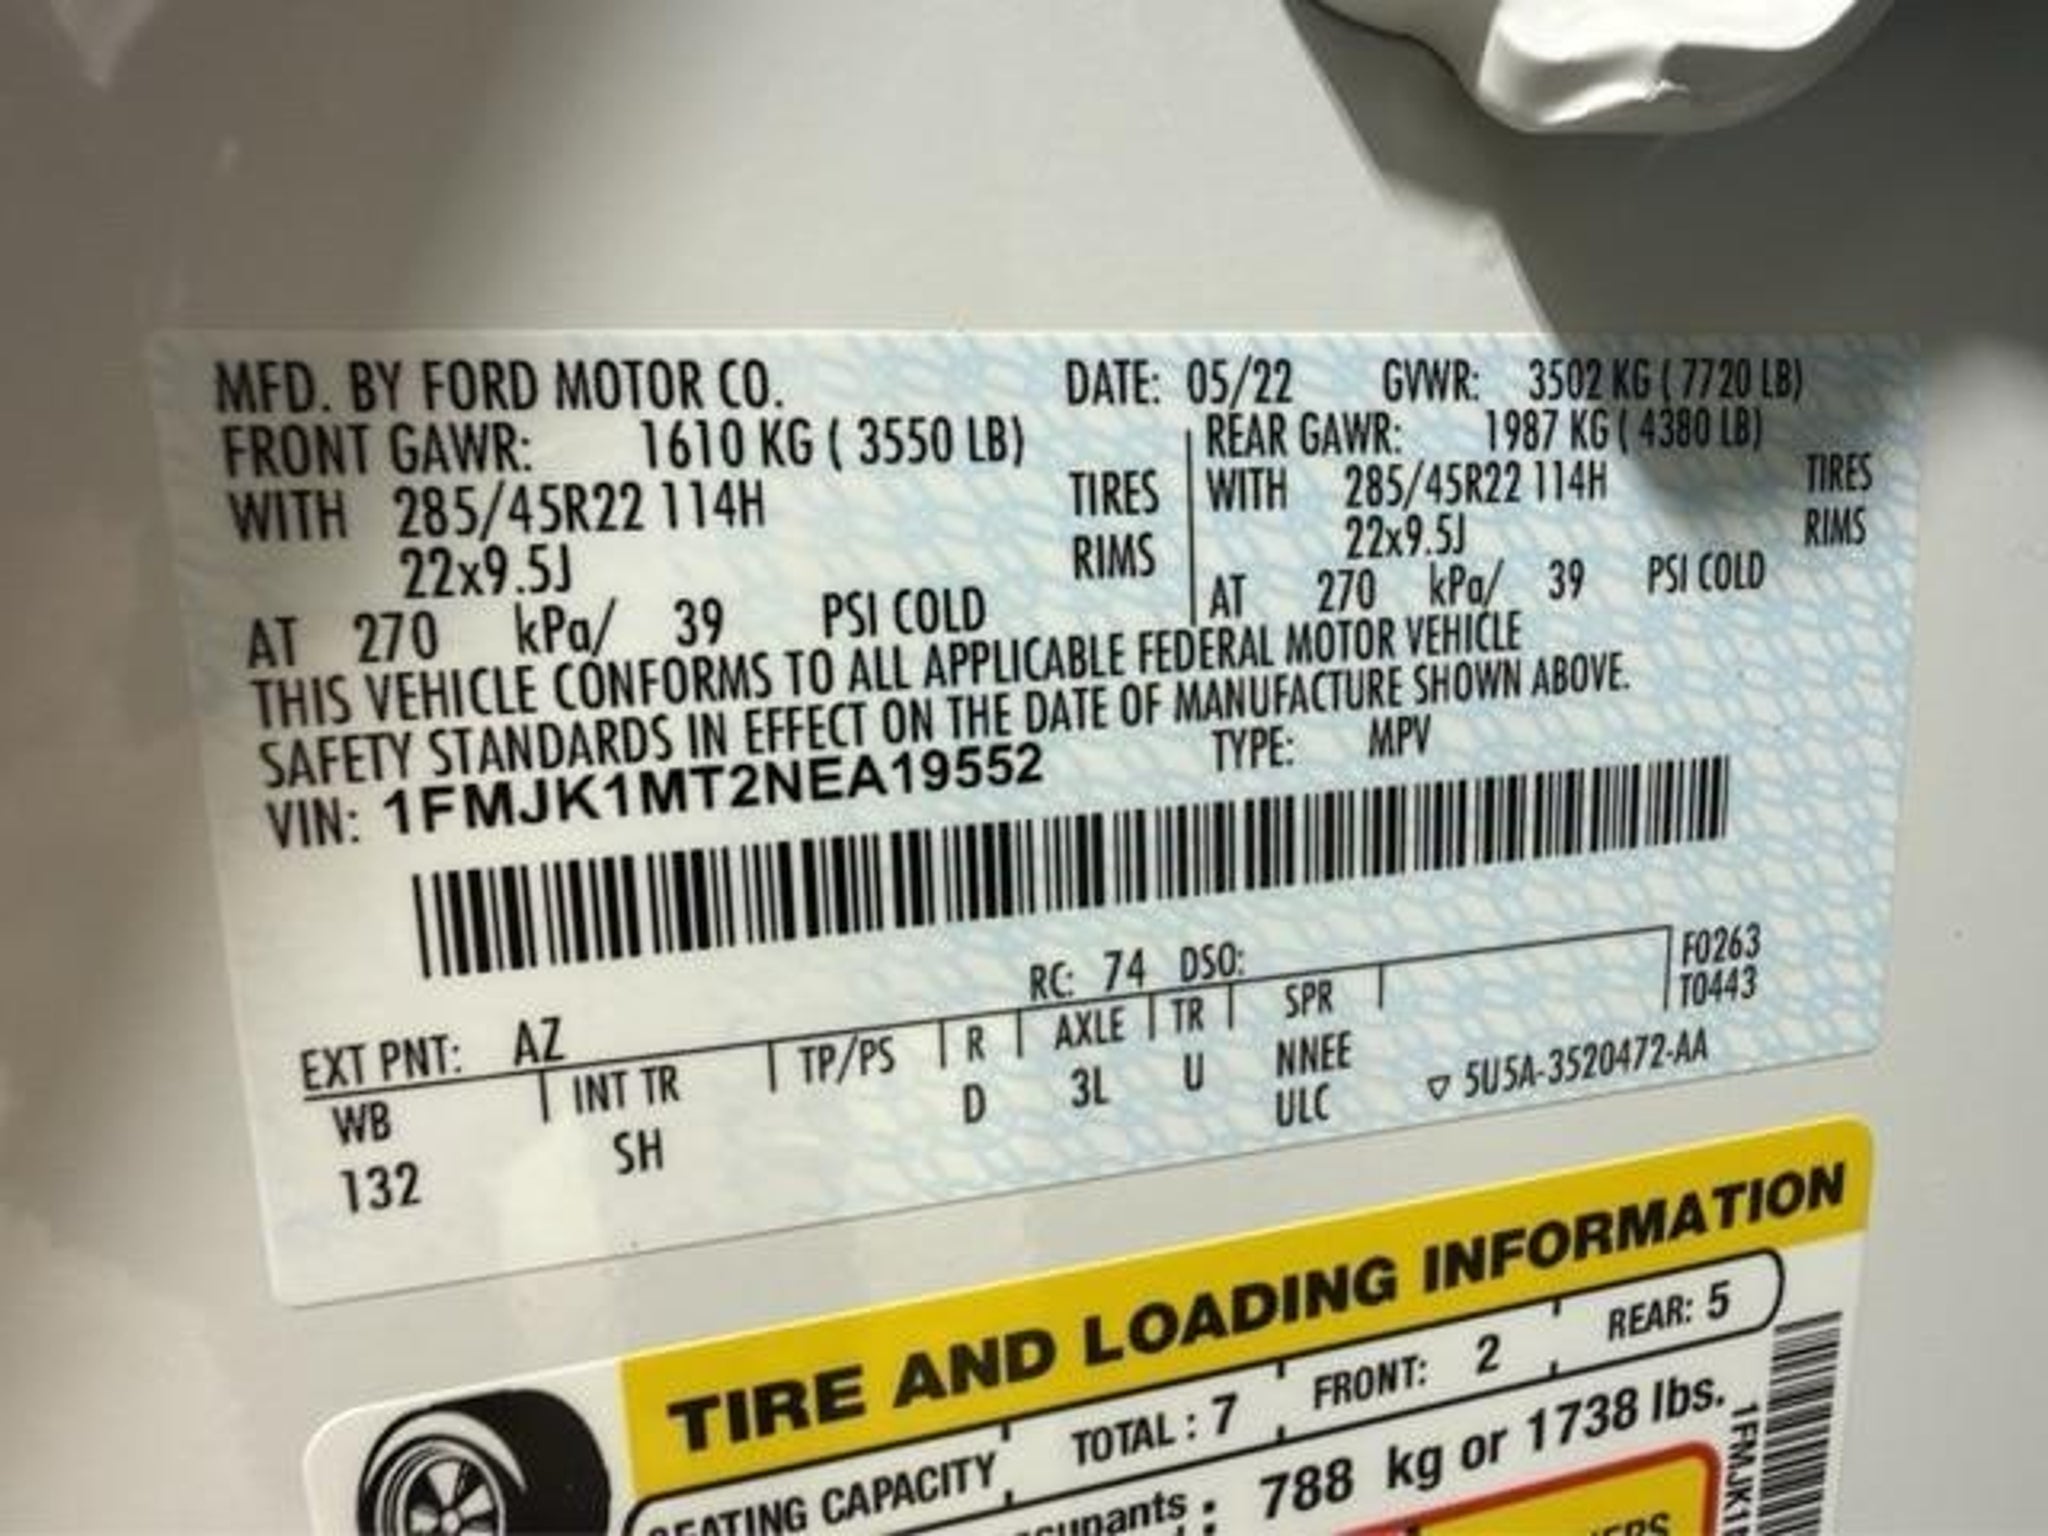 MFD. BY FORD MOTOR CO. DATE: 05/22 GVWR: 3502 KG ( 7720 LB)
FRONT GAWR: 1610 KG ( 3550 LB) REAR GAWR: 1987 KG ( 4380 LB)
WITH 285/45R22 114H TIRES WITH 285/45R22 114H TIRES
22x9.5J RIMS 22x9.5J RIMS
AT 270 kPa/ 39 PSI COLD AT 270 kPa/ 39 PSI COLD
THIS VEHICLE CONFORMS TO ALL APPLICABLE FEDERAL MOTOR VEHICLE
SAFETY STANDARDS IN EFFECT ON THE DATE OF MANUFACTURE SHOWN ABOVE.
VIN: 1FMJK1MT2NEA19552 TYPE: MPV
EXT PNT: AZ RC: 74 DSO: F0263
T0443
WB INT TR TP/PS R AXLE TR SPR
132 SH D 3L U NNEE
ULC ▽ 5U5A-3520472-AA
TIRE AND LOADING INFORMATION
SEATING CAPACITY TOTAL : 7 FRONT: 2 REAR: 5
788 kg or 1738 lbs.